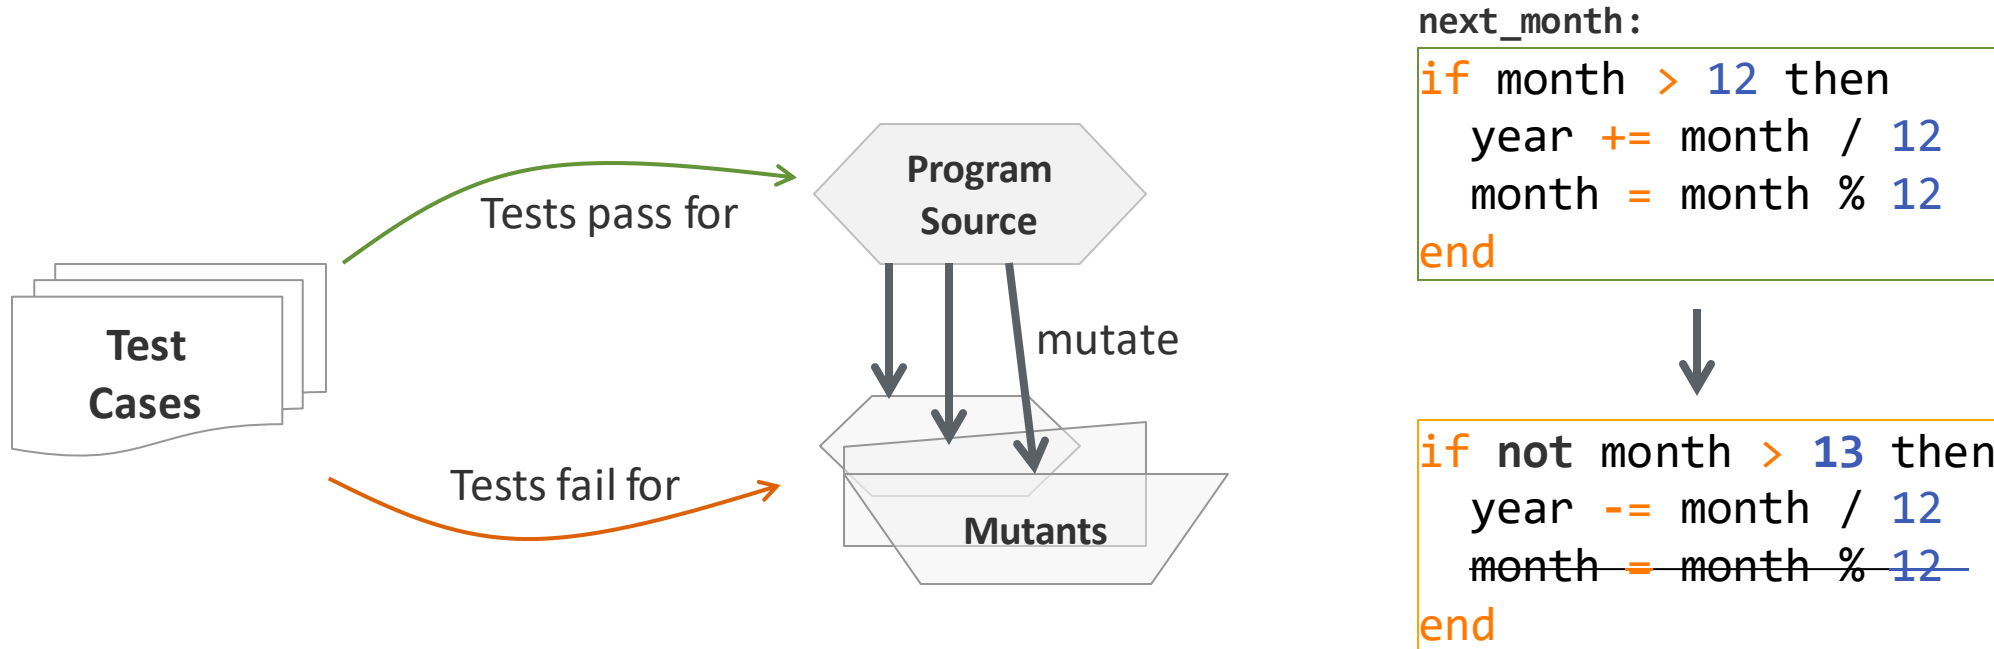 Test
Cases
Tests pass for
Tests fail for
Program
Source
mutate
Mutants
next_month:
if month > 12 then
  year += month / 12
  month = month % 12
end
if not month > 13 then
  year -= month / 12
  month = month % 12
end